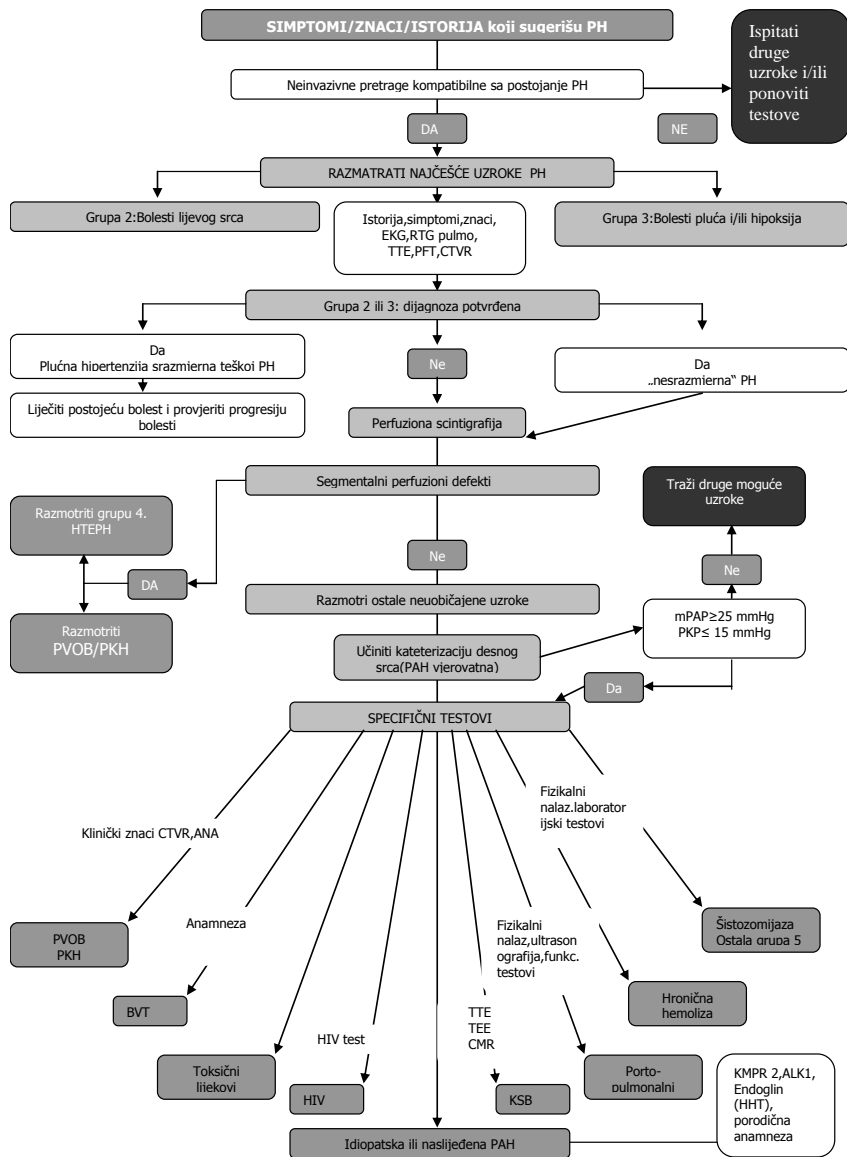 SIMPTOMI/ZNACI/ISTORIJA koji sugerišu PH
Ispitati
druge
uzroke i/ili
ponoviti
testove
Neinvazivne pretrage kompatibilne sa postojanje PH
DA
NE
RAZMATRATI NAJČEŠĆE UZROKE PH
Grupa 2:Bolesti lijevog srca
Istorija,simptomi,znaci,
EKG,RTG pulmo,
TTE,PFT,CTVR
Grupa 3:Bolesti pluća i/ili hipoksija
Grupa 2 ili 3: dijagnoza potvrđena
Da
Plućna hipertenzija srazmjerna teškoj PH
Ne
Da
„nesrazmjerna“ PH
Liječiti postojeću bolest i provjeriti progresiju
bolesti
Perfuziona scintigrafija
Segmentalni perfuzioni defekti
Traži druge moguće
uzroke
Razmotriti grupu 4.
HTEPH
Ne
Ne
DA
Razmotri ostale neuobičajene uzroke
mPAP≥25 mmHg
PKP≤ 15 mmHg
Razmotriti
PVOB/PKH
Učiniti kateterizaciju desnog
srca(PAH vjerovatna)
Da
SPECIFIČNI TESTOVI
Fizikalni
nalaz.laborator
ijski testovi
Klinički znaci CTVR,ANA
Anamneza
Fizikalni
nalaz,ultrason
ografija,funkc.
testovi
Šistozomijaza
Ostala grupa 5
PVOB
PKH
BVT
Hronična
hemoliza
HIV test
TTE
TEE
CMR
Toksični
lijekovi
HIV
KSB
Porto-
pulmonalni
KMPR 2,ALK1,
Endoglin
(HHT),
porodična
anamneza
Idiopatska ili naslijeđena PAH